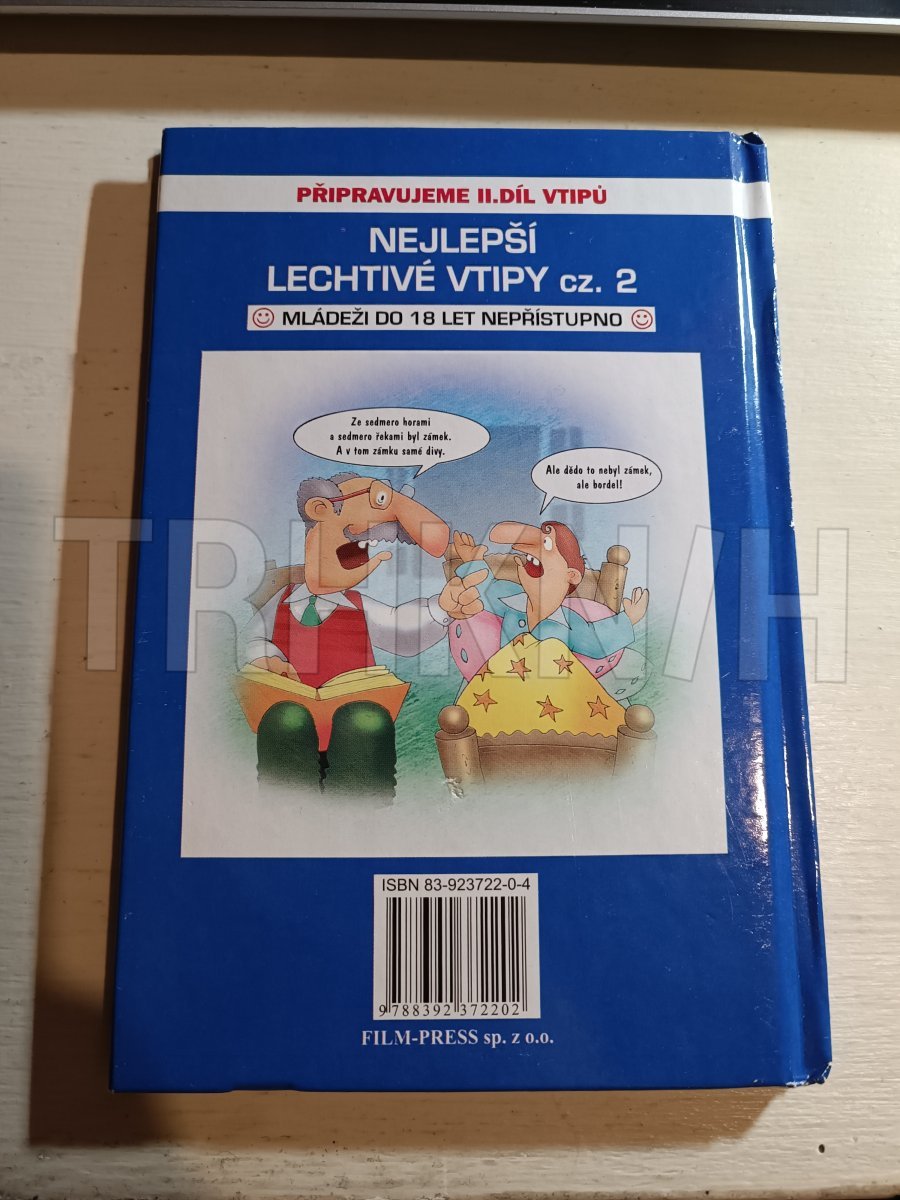 PŘIPRAVUJEME II.DÍL VTIPŮ
NEJLEPŠÍ
LECHTIVÉ VTIPY cz. 2
MLÁDEŽI DO 18 LET NEPŘÍSTUPNO
Ze sedmero horami
a sedmero řekami byl zámek.
A v tom zámku samé divy.
Ale dědo to nebyl zámek,
ale bordel!
TRHKNIH
ISBN 83-923722-0-4
9 788392 372202
FILM-PRESS sp. z o.o.